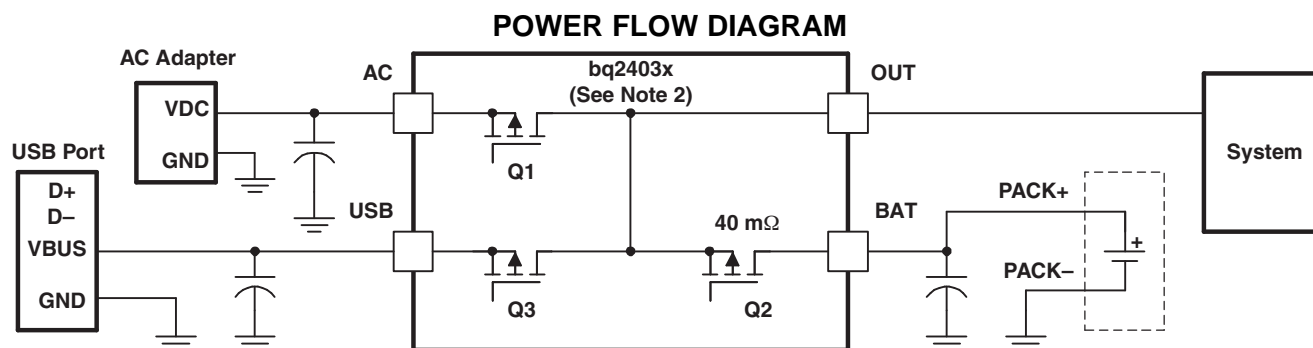 POWER FLOW DIAGRAM
AC Adapter
VDC
GND
USB Port
D+
D–
VBUS
GND
AC
USB
bq2403x
(See Note 2)
Q1
Q3
40 mΩ
Q2
OUT
BAT
PACK+
+
PACK–
System